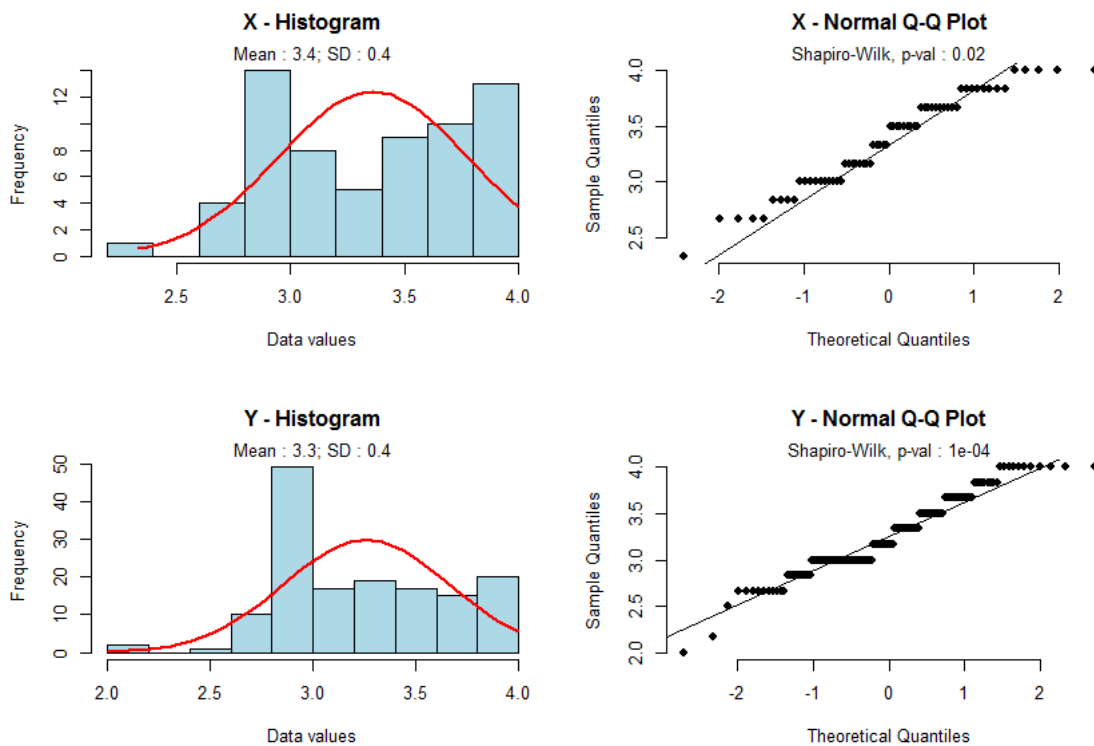 X - Histogram
Mean : 3.4; SD : 0.4
Frequency
0 2 4 6 8 12
2.5 3.0 3.5 4.0
Data values
X - Normal Q-Q Plot
Shapiro-Wilk, p-val : 0.02
Sample Quantiles
2.5 3.0 3.5 4.0
-2 -1 0 1 2
Theoretical Quantiles
Y - Histogram
Mean : 3.3; SD : 0.4
Frequency
0 10 20 30 40 50
2.0 2.5 3.0 3.5 4.0
Data values
Y - Normal Q-Q Plot
Shapiro-Wilk, p-val : 1e-04
Sample Quantiles
2.0 2.5 3.0 3.5 4.0
-2 -1 0 1 2
Theoretical Quantiles